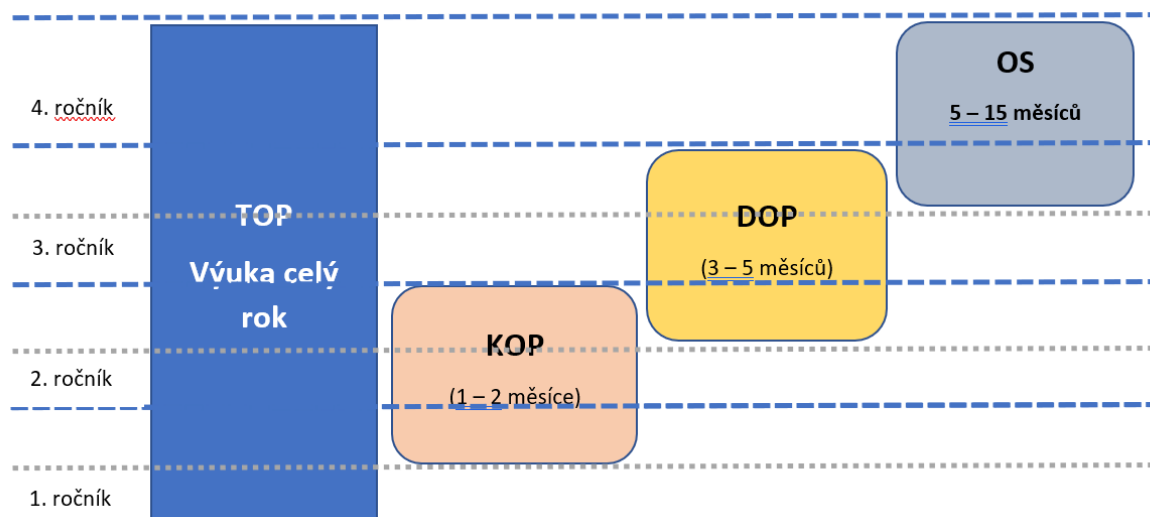 4. ročník
3. ročník
2. ročník
1. ročník
TOP
Výuka celý
rok
KOP
(1 – 2 měsíce)
DOP
(3 – 5 měsíců)
OS
5 – 15 měsíců